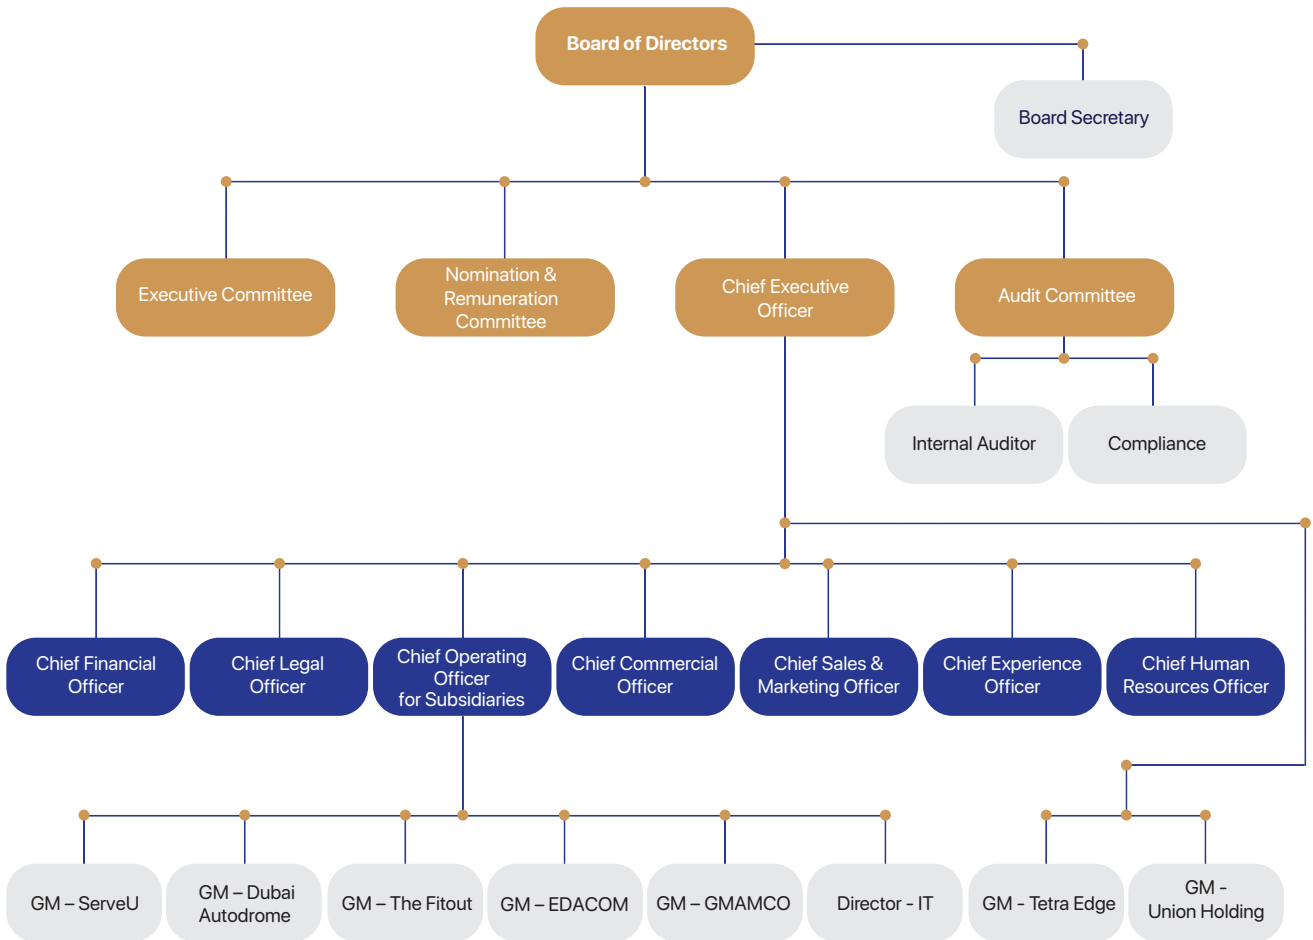 Board of Directors
Board Secretary
Executive Committee
Nomination &
Remuneration
Committee
Chief Executive
Officer
Audit Committee
Internal Auditor
Compliance
Chief Financial
Officer
Chief Legal
Officer
Chief Operating
Officer
for Subsidiaries
Chief Commercial
Officer
Chief Sales &
Marketing Officer
Chief Experience
Officer
Chief Human
Resources Officer
GM – ServeU
GM – Dubai
Autodrome
GM – The Fitout
GM – EDACOM
GM – GMAMCO
Director - IT
GM - Tetra Edge
GM -
Union Holding